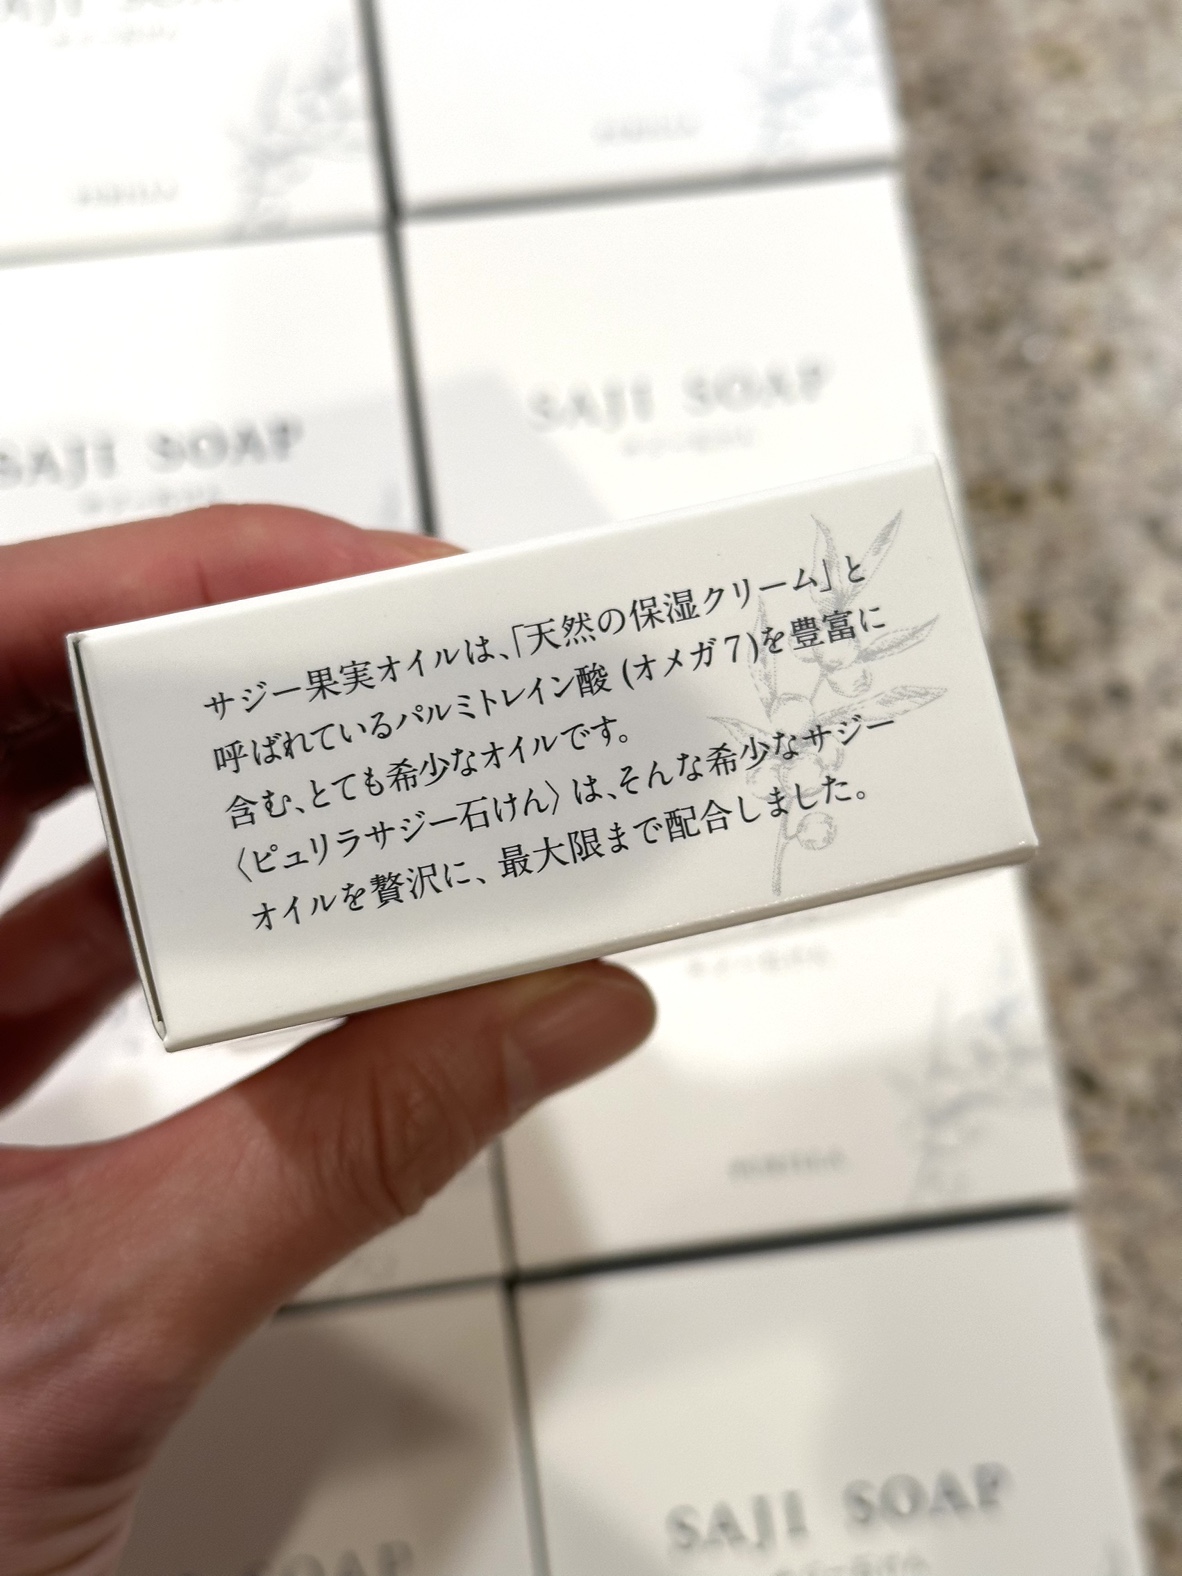 SAJI SOAP
SAJI SOAP
サジー果実オイルは、「天然の保湿クリーム」と
呼ばれているパルミトレイン酸 (オメガ7)を豊富に
含む、とても希少なオイルです。
〈ピュリラサジー石けん〉は、そんな希少なサジー
オイルを贅沢に、最大限まで配合しました。
SAJI SOAP
SOAP